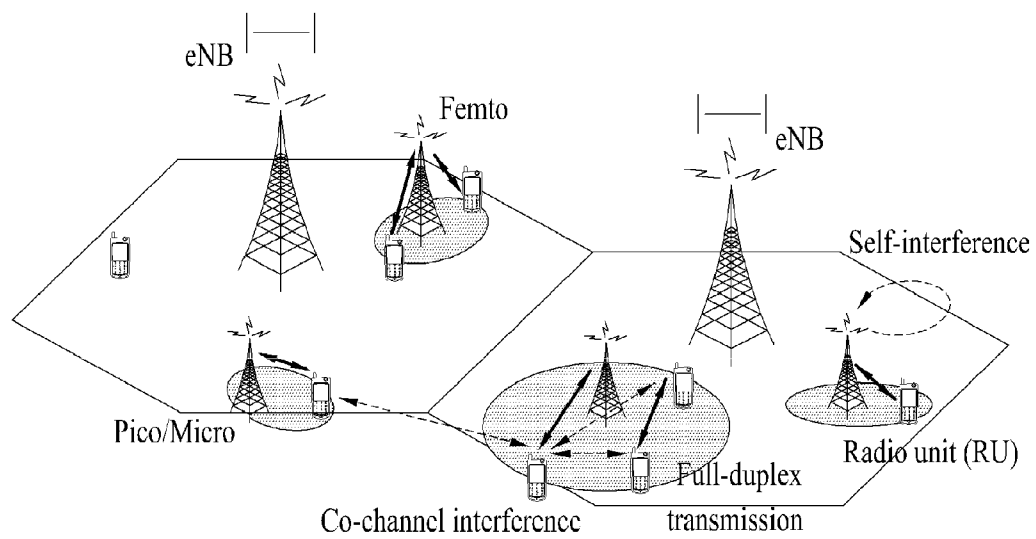 eNB
Femto
eNB
Self-interference
Pico/Micro
Radio unit (RU)
Full-duplex
transmission
Co-channel interference